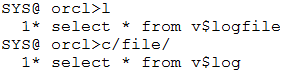 SYS@ orcl>l
  1* select * from v$logfile
SYS@ orcl>c/file/
  1* select * from v$log